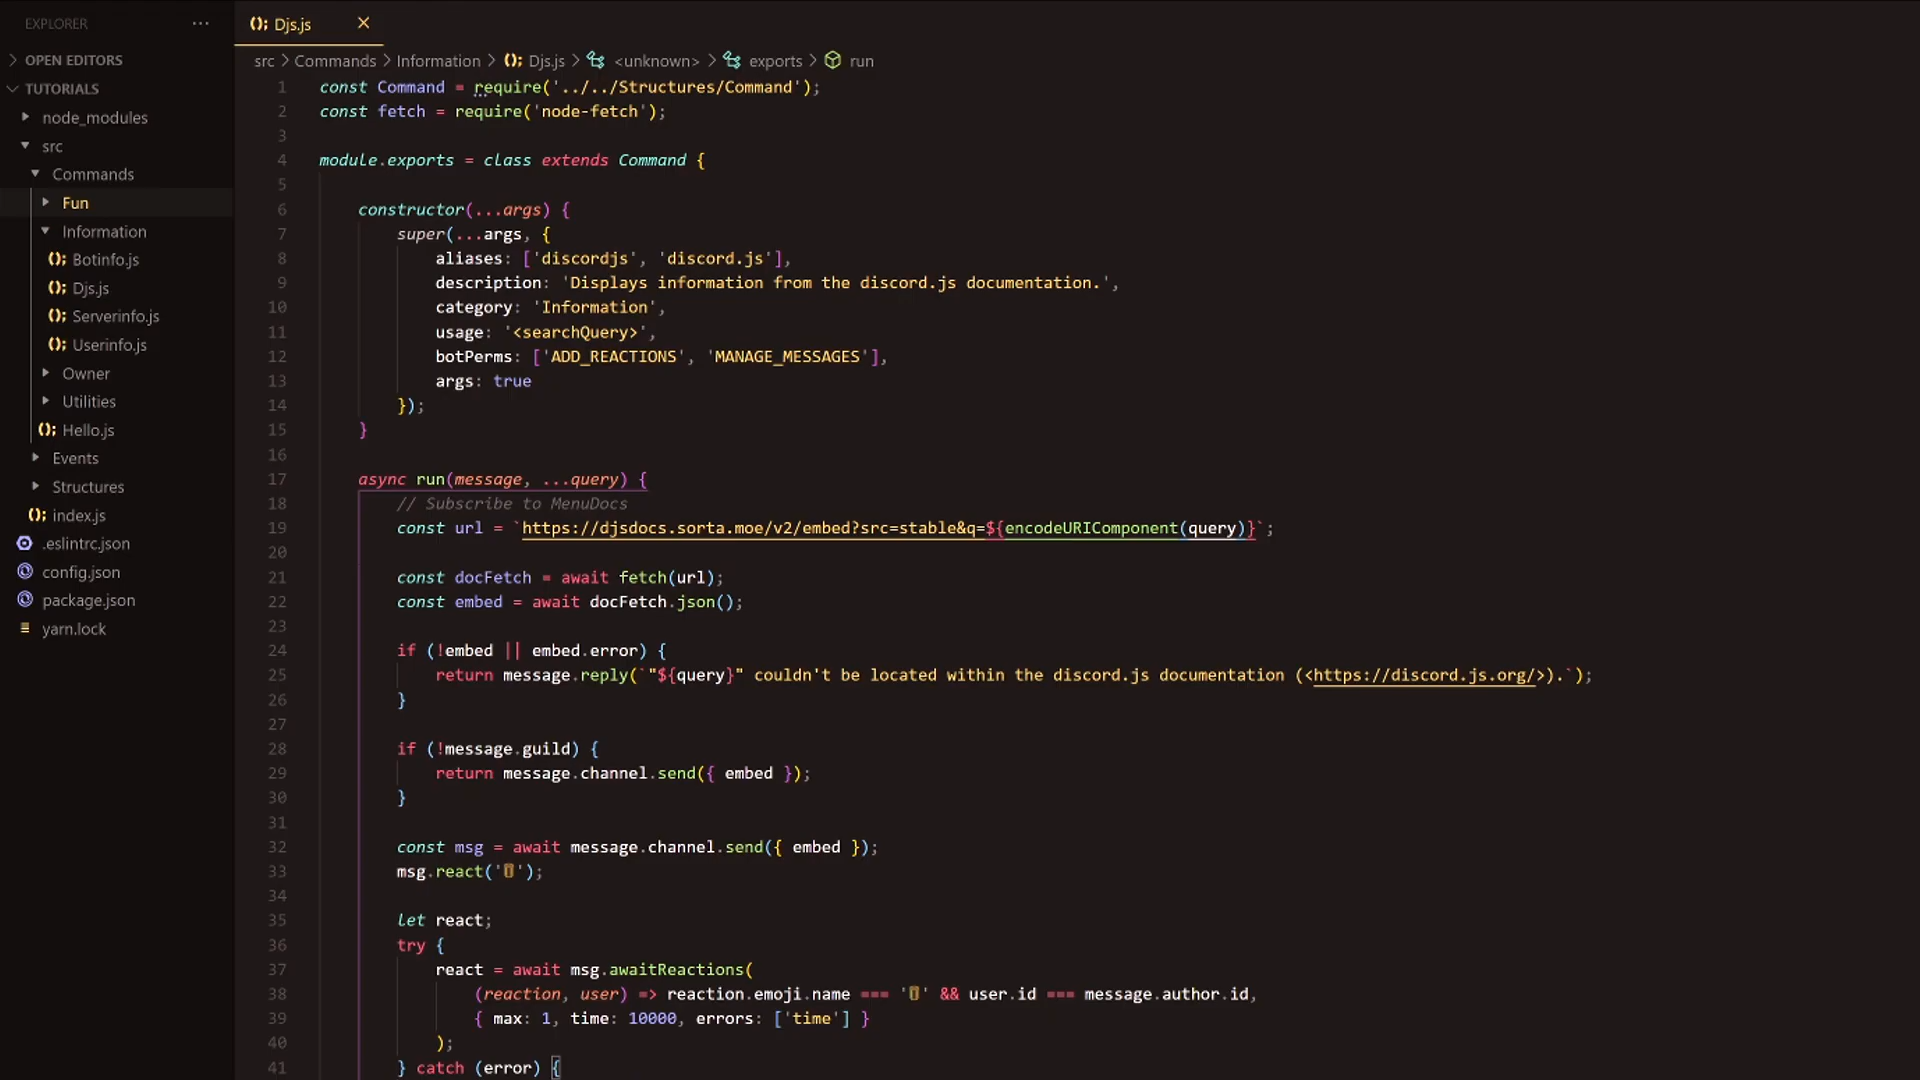 EXPLORER ...
OPEN EDITORS
TUTORIALS
node_modules
src
Commands
Fun
Information
Botinfo.js
Djs.js
Serverinfo.js
Userinfo.js
Owner
Utilities
Hello.js
Events
Structures
index.js
.eslintrc.json
config.json
package.json
yarn.lock
Djs.js
src > Commands > Information > Djs.js > <unknown> > exports > run
1 const Command = require('../../Structures/Command');
2 const fetch = require('node-fetch');
3
4 module.exports = class extends Command {
5
6 constructor(...args) {
7 super(...args, {
8 aliases: ['discordjs', 'discord.js'],
9 description: 'Displays information from the discord.js documentation.',
10 category: 'Information',
11 usage: '<searchQuery>',
12 botPerms: ['ADD_REACTIONS', 'MANAGE_MESSAGES'],
13 args: true
14 });
15 }
16
17 async run(message, ...query) {
18 // Subscribe to MenuDocs
19 const url = `https://djsdocs.sorta.moe/v2/embed?src=stable&q=${encodeURIComponent(query)}`;
20
21 const docFetch = await fetch(url);
22 const embed = await docFetch.json();
23
24 if (!embed || embed.error) {
25 return message.reply(`"${query}" couldn't be located within the discord.js documentation (<https://discord.js.org/>).`);
26 }
27
28 if (!message.guild) {
29 return message.channel.send({ embed });
30 }
31
32 const msg = await message.channel.send({ embed });
33 msg.react('🗑');
34
35 let react;
36 try {
37 react = await msg.awaitReactions(
38 (reaction, user) => reaction.emoji.name === '🗑' && user.id === message.author.id,
39 { max: 1, time: 10000, errors: ['time'] }
40 );
41 } catch (error) {